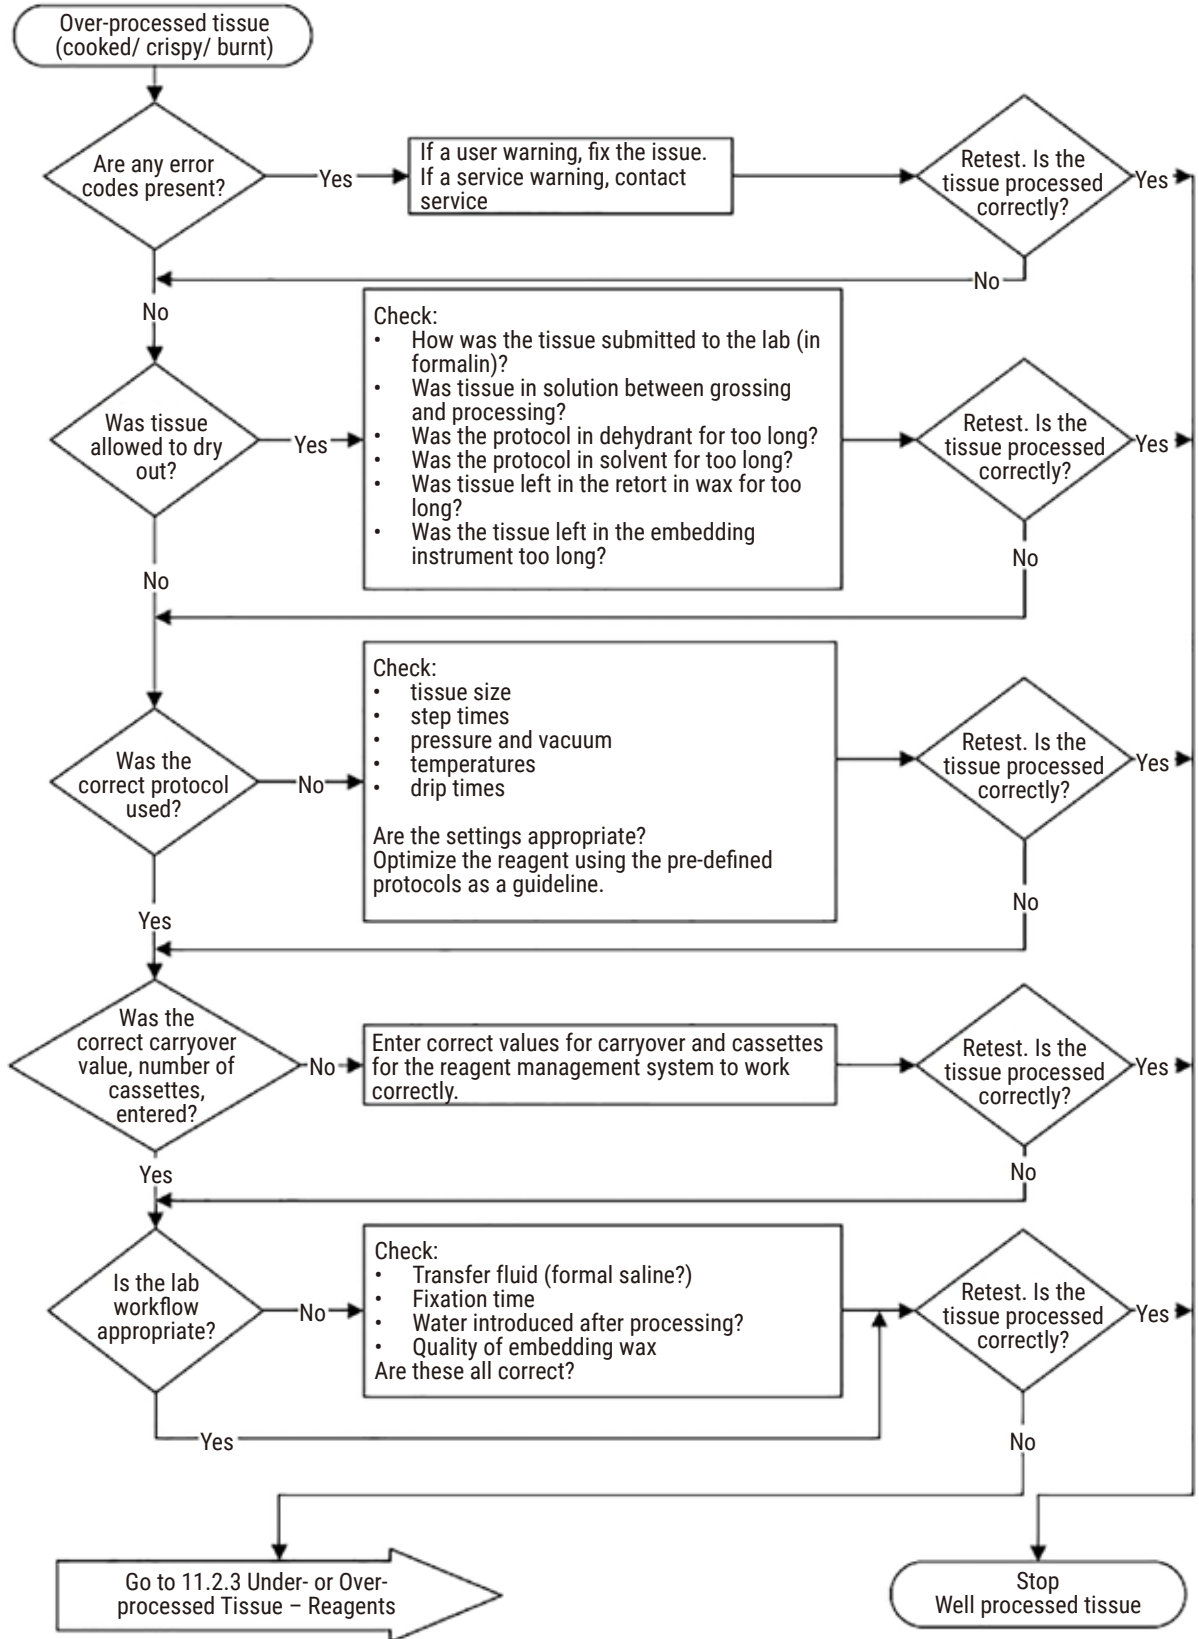 Over-processed tissue
(cooked/ crispy/ burnt)
Are any error
codes present?
Yes
If a user warning, fix the issue.
If a service warning, contact
service
Retest. Is the
tissue processed
correctly?
Yes
No
No
Was tissue
allowed to dry
out?
Yes
Check:
• How was the tissue submitted to the lab (in
formalin)?
• Was tissue in solution between grossing
and processing?
• Was the protocol in dehydrant for too long?
• Was the protocol in solvent for too long?
• Was tissue left in the retort in wax for too
long?
• Was the tissue left in the embedding
instrument too long?
Retest. Is the
tissue processed
correctly?
Yes
No
No
Was the
correct protocol
used?
No
Check:
• tissue size
• step times
• pressure and vacuum
• temperatures
• drip times
Are the settings appropriate?
Optimize the reagent using the pre-defined
protocols as a guideline.
Retest. Is the
tissue processed
correctly?
Yes
No
Yes
Was the
correct carryover
value, number of
cassettes,
entered?
No
Enter correct values for carryover and cassettes
for the reagent management system to work
correctly.
Retest. Is the
tissue processed
correctly?
Yes
No
Yes
Is the lab
workflow
appropriate?
No
Check:
• Transfer fluid (formal saline?)
• Fixation time
• Water introduced after processing?
• Quality of embedding wax
Are these all correct?
Retest. Is the
tissue processed
correctly?
Yes
Yes
No
Go to 11.2.3 Under- or Over-
processed Tissue – Reagents
Stop
Well processed tissue